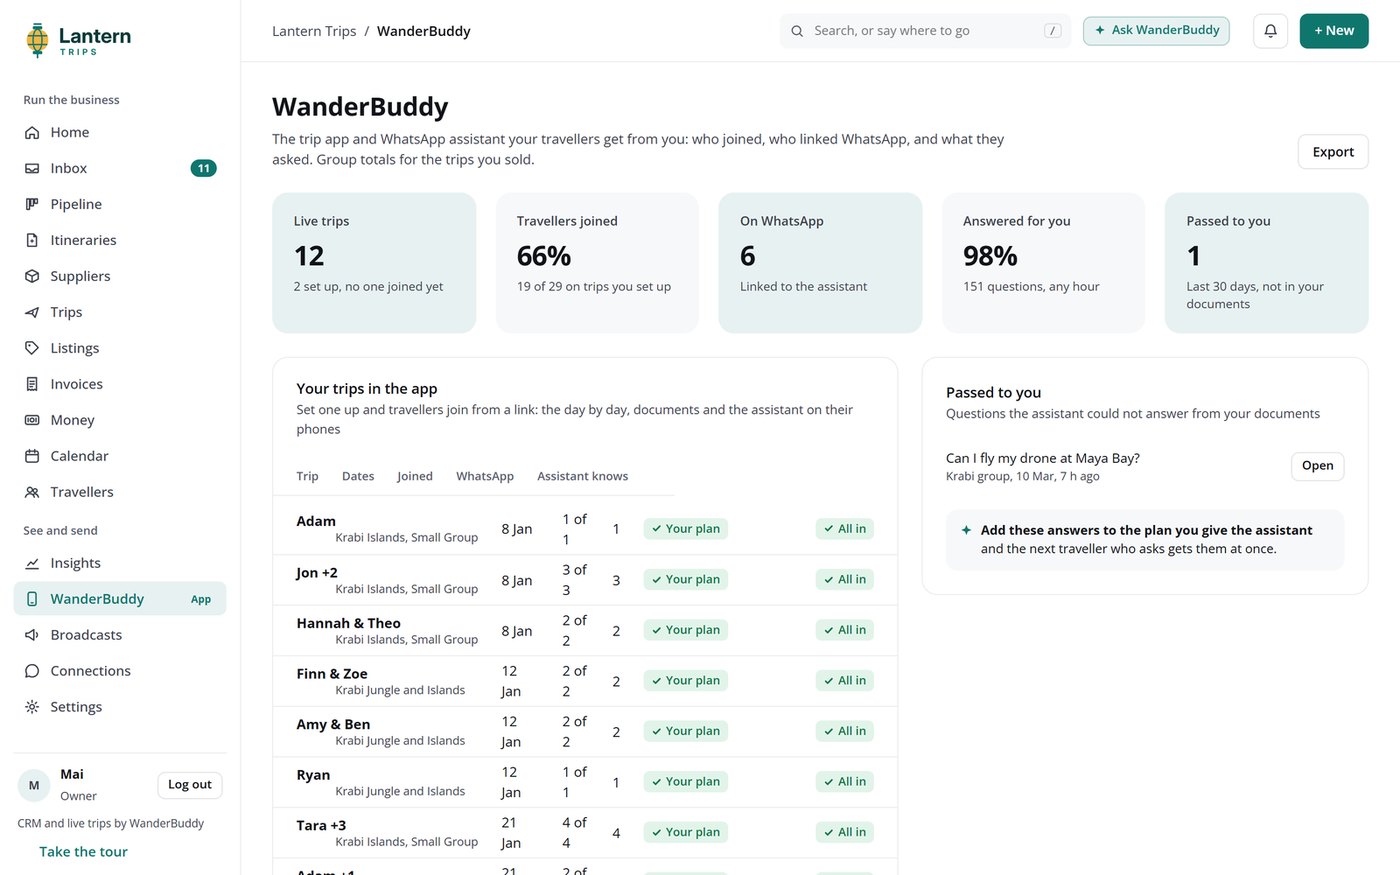 Lantern
TRIPS
Run the business
Home
Inbox 11
Pipeline
Itineraries
Suppliers
Trips
Listings
Invoices
Money
Calendar
Travellers
See and send
Insights
WanderBuddy App
Broadcasts
Connections
Settings
M
Mai
Owner
Log out
CRM and live trips by WanderBuddy
Take the tour
Lantern Trips / WanderBuddy
Search, or say where to go /
Ask WanderBuddy
+ New
WanderBuddy
The trip app and WhatsApp assistant your travellers get from you: who joined, who linked WhatsApp, and what they
asked. Group totals for the trips you sold.
Export
Live trips
12
2 set up, no one joined yet
Travellers joined
66%
19 of 29 on trips you set up
On WhatsApp
6
Linked to the assistant
Answered for you
98%
151 questions, any hour
Passed to you
1
Last 30 days, not in your
documents
Your trips in the app
Set one up and travellers join from a link: the day by day, documents and the assistant on their
phones
Trip Dates Joined WhatsApp Assistant knows
Adam
Krabi Islands, Small Group
8 Jan
1 of
1
1
Your plan
All in
Jon +2
Krabi Islands, Small Group
8 Jan
3 of
3
3
Your plan
All in
Hannah & Theo
Krabi Islands, Small Group
8 Jan
2 of
2
2
Your plan
All in
Finn & Zoe
Krabi Jungle and Islands
12
Jan
2 of
2
2
Your plan
All in
Amy & Ben
Krabi Jungle and Islands
12
Jan
2 of
2
2
Your plan
All in
Ryan
Krabi Jungle and Islands
12
Jan
1 of
1
1
Your plan
All in
Tara +3
Krabi Islands, Small Group
21
Jan
4 of
4
4
Your plan
All in
Adam +1
21
2 of
Passed to you
Questions the assistant could not answer from your documents
Can I fly my drone at Maya Bay?
Krabi group, 10 Mar, 7 h ago
Open
Add these answers to the plan you give the assistant
and the next traveller who asks gets them at once.